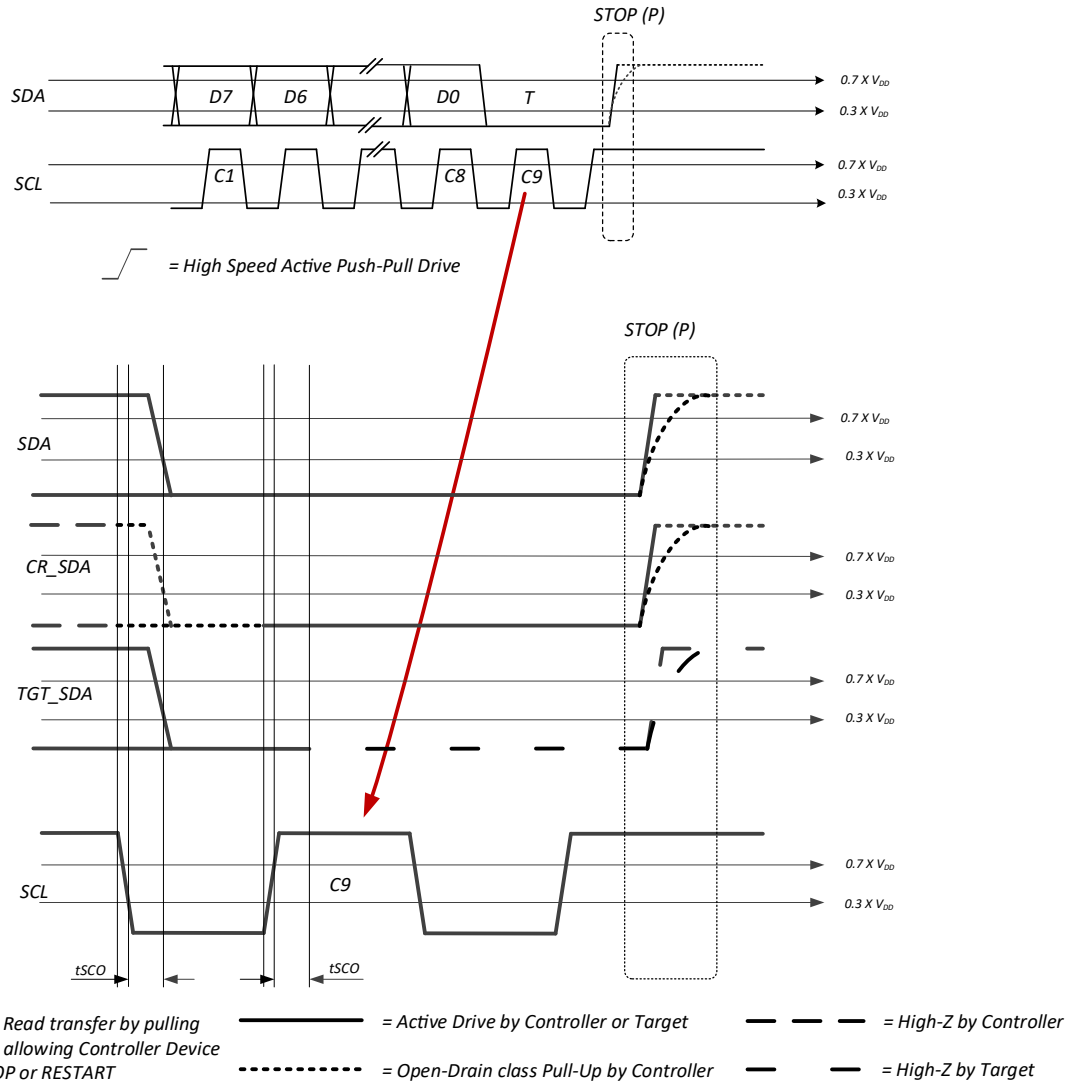 STOP (P)
SDA
D7
D6
D0
T
0.7 X VDD
0.3 X VDD
SCL
C1
C8
C9
0.7 X VDD
0.3 X VDD
= High Speed Active Push-Pull Drive
STOP (P)
SDA
0.7 X VDD
0.3 X VDD
CR_SDA
0.7 X VDD
0.3 X VDD
TGT_SDA
0.7 X VDD
0.3 X VDD
SCL
C9
0.7 X VDD
0.3 X VDD
tSCO
tSCO
Read transfer by pulling
allowing Controller Device
OP or RESTART
= Active Drive by Controller or Target
= High-Z by Controller
= Open-Drain class Pull-Up by Controller
= High-Z by Target